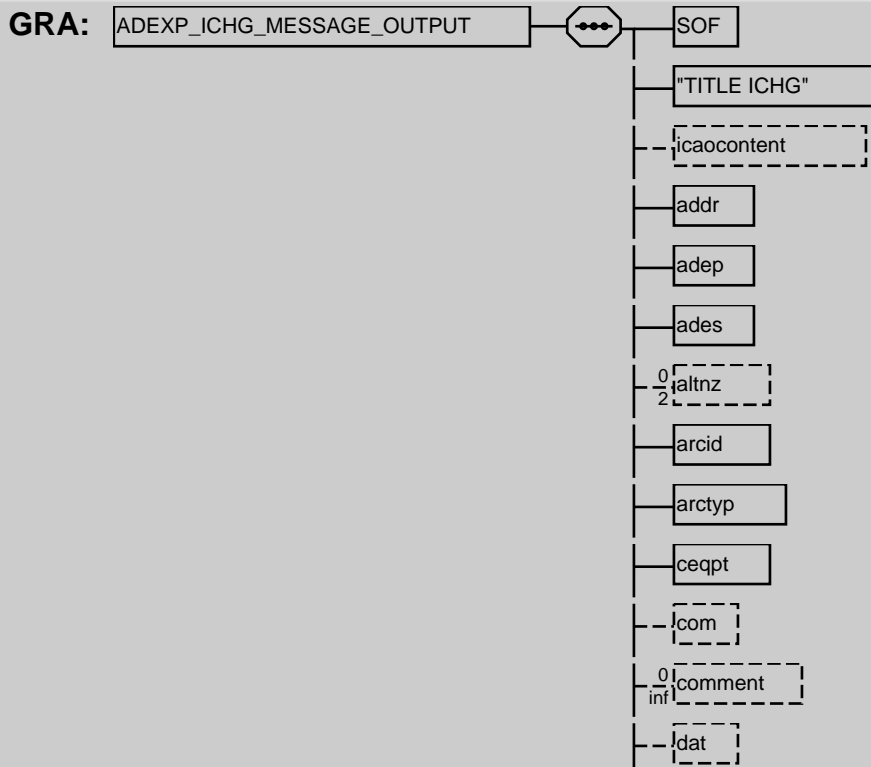 GRA: ADEXP_ICHG_MESSAGE_OUTPUT SOF
"TITLE ICHG"
icaocontent
addr
adep
ades
0
2
altnz
arcid
arctyp
ceqpt
com
0
inf
comment
dat